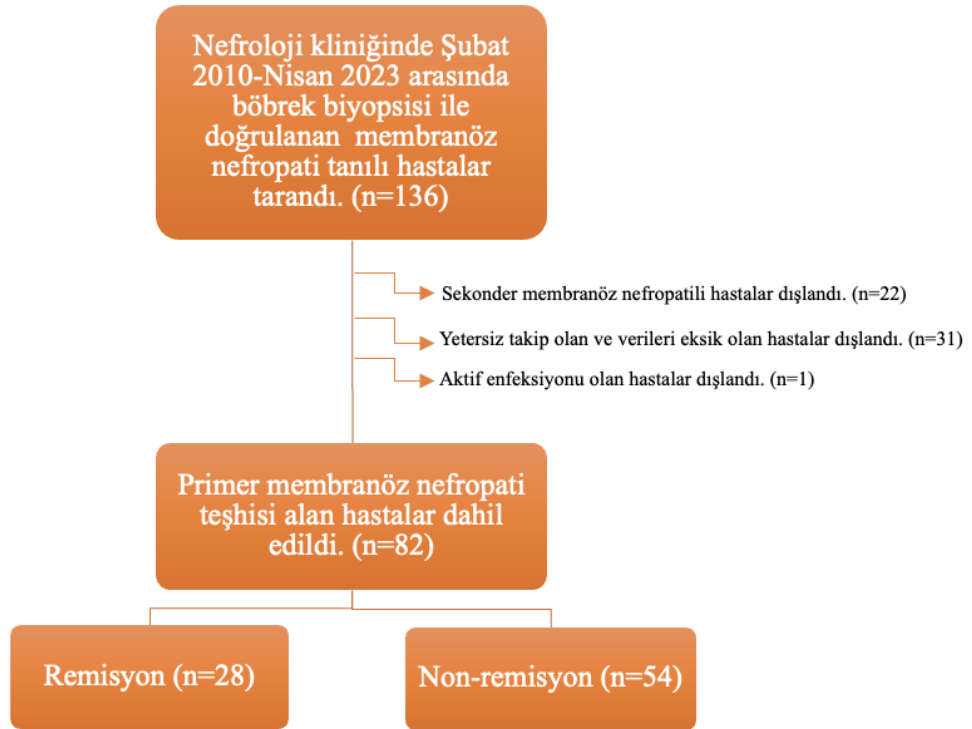 Nefroloji kliniğinde Şubat
2010-Nisan 2023 arasında
böbrek biyopsisi ile
doğrulanan membranöz
nefropati tanılı hastalar
tarandı. (n=136)
Sekonder membranöz nefropatili hastalar dışlandı. (n=22)
Yetersiz takip olan ve verileri eksik olan hastalar dışlandı. (n=31)
Aktif enfeksiyonu olan hastalar dışlandı. (n=1)
Primer membranöz nefropati
teşhisi alan hastalar dahil
edildi. (n=82)
Remisyon (n=28)
Non-remisyon (n=54)